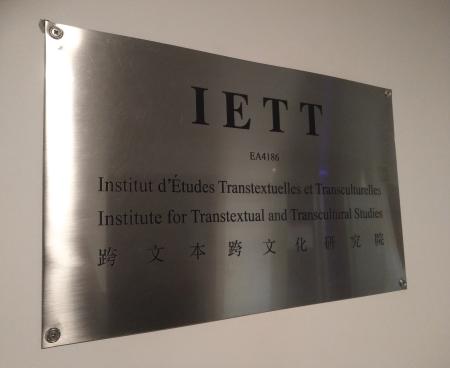 IETT
EA4186
Institut d'Études Transtextuelles et Transculturelles
Institute for Transtextual and Transcultural Studies
跨文本跨文化研究院